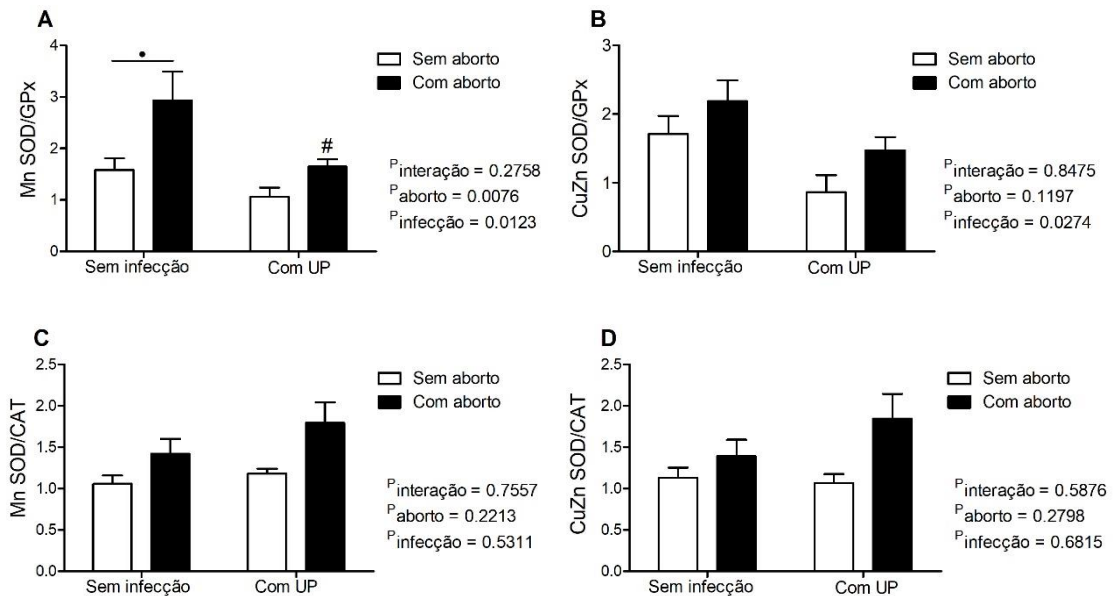 A
Mn SOD/GPx
4
3
2
1
0
•
#
Sem infecção
Com UP
Sem aborto
Com aborto
Pinteração = 0.2758
Paborto = 0.0076
Pinfecção = 0.0123
B
CuZn SOD/GPx
3
2
1
0
Sem infecção
Com UP
Sem aborto
Com aborto
Pinteração = 0.8475
Paborto = 0.1197
Pinfecção = 0.0274
C
Mn SOD/CAT
2.5
2.0
1.5
1.0
0.5
0.0
Sem infecção
Com UP
Sem aborto
Com aborto
Pinteração = 0.7557
Paborto = 0.2213
Pinfecção = 0.5311
D
CuZn SOD/CAT
2.5
2.0
1.5
1.0
0.5
0.0
Sem infecção
Com UP
Sem aborto
Com aborto
Pinteração = 0.5876
Paborto = 0.2798
Pinfecção = 0.6815